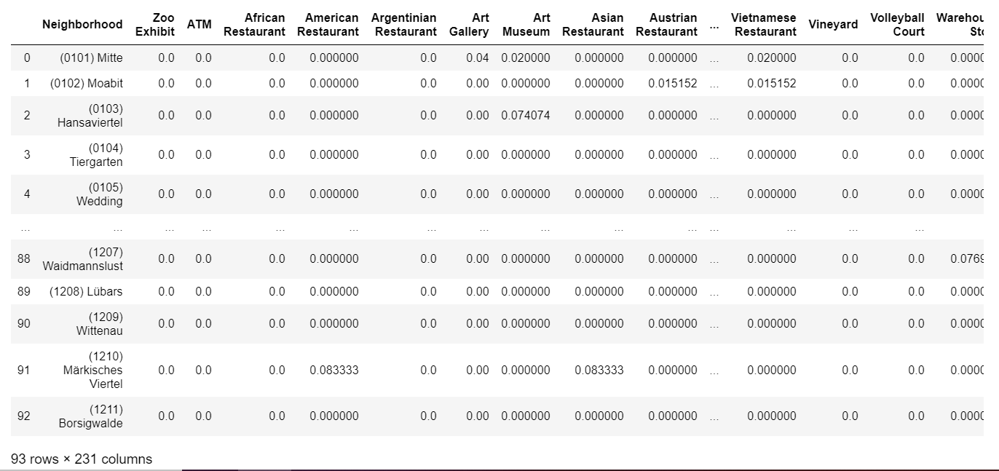 Neighborhood Zoo Exhibit ATM African Restaurant American Restaurant Argentinian Restaurant Art Gallery Art Museum Asian Restaurant Austrian Restaurant ... Vietnamese Restaurant Vineyard Volleyball Court Warehou Sto
0 (0101) Mitte 0.0 0.0 0.0 0.000000 0.0 0.04 0.020000 0.000000 0.000000 ... 0.020000 0.0 0.0 0.0000
1 (0102) Moabit 0.0 0.0 0.0 0.000000 0.0 0.00 0.000000 0.000000 0.015152 ... 0.015152 0.0 0.0 0.0000
2 (0103) Hansaviertel 0.0 0.0 0.0 0.000000 0.0 0.00 0.074074 0.000000 0.000000 ... 0.000000 0.0 0.0 0.0000
3 (0104) Tiergarten 0.0 0.0 0.0 0.000000 0.0 0.00 0.000000 0.000000 0.000000 ... 0.000000 0.0 0.0 0.0000
4 (0105) Wedding 0.0 0.0 0.0 0.000000 0.0 0.00 0.000000 0.000000 0.000000 ... 0.000000 0.0 0.0 0.0000
... ... ... ... ... ... ... ... ... ... ... ... ... ... ...
88 (1207) Waidmannslust 0.0 0.0 0.0 0.000000 0.0 0.00 0.000000 0.000000 0.000000 ... 0.000000 0.0 0.0 0.0769
89 (1208) Lübars 0.0 0.0 0.0 0.000000 0.0 0.00 0.000000 0.000000 0.000000 ... 0.000000 0.0 0.0 0.0000
90 (1209) Wittenau 0.0 0.0 0.0 0.000000 0.0 0.00 0.000000 0.000000 0.000000 ... 0.000000 0.0 0.0 0.0000
91 (1210) Märkisches Viertel 0.0 0.0 0.0 0.083333 0.0 0.00 0.000000 0.083333 0.000000 ... 0.000000 0.0 0.0 0.0000
92 (1211) Borsigwalde 0.0 0.0 0.0 0.000000 0.0 0.00 0.000000 0.000000 0.000000 ... 0.000000 0.0 0.0 0.0000
93 rows × 231 columns